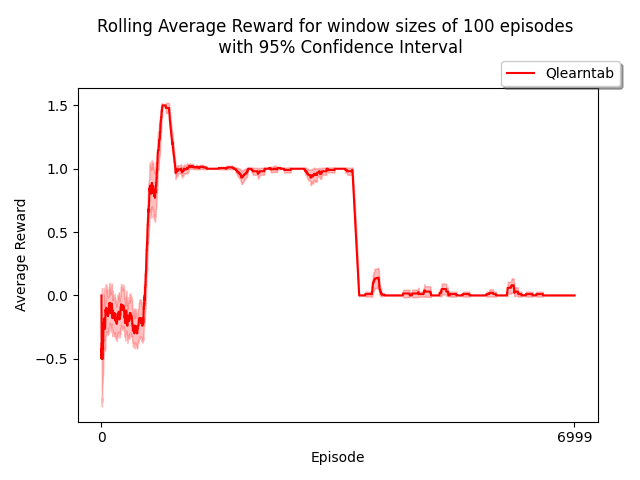 Rolling Average Reward for window sizes of 100 episodes
with 95% Confidence Interval
Qlearntab
1.5
1.0
0.5
0.0
−0.5
Average Reward
0
6999
Episode